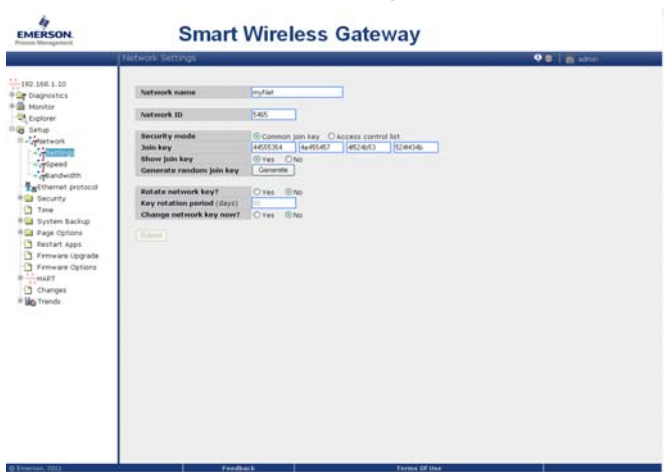 EMERSON
Process Management
Smart Wireless Gateway
Network Settings
admin
192.168.1.10
Diagnostics
Monitor
Explorer
Setup
Network
Settings
Speed
Bandwidth
Ethernet protocol
Security
Time
System Backup
Page Options
Restart Apps
Firmware Upgrade
Firmware Options
HART
Changes
Trends
Network name myNet
Network ID 5465
Security mode Common join key Access control list
Join key 44555354 4e455457 4f524b53 524f434b
Show join key Yes No
Generate random join key Generate
Rotate network key? Yes No
Key rotation period (days)
Change network key now? Yes No
Submit
© Emerson, 2011 Feedback Terms Of Use